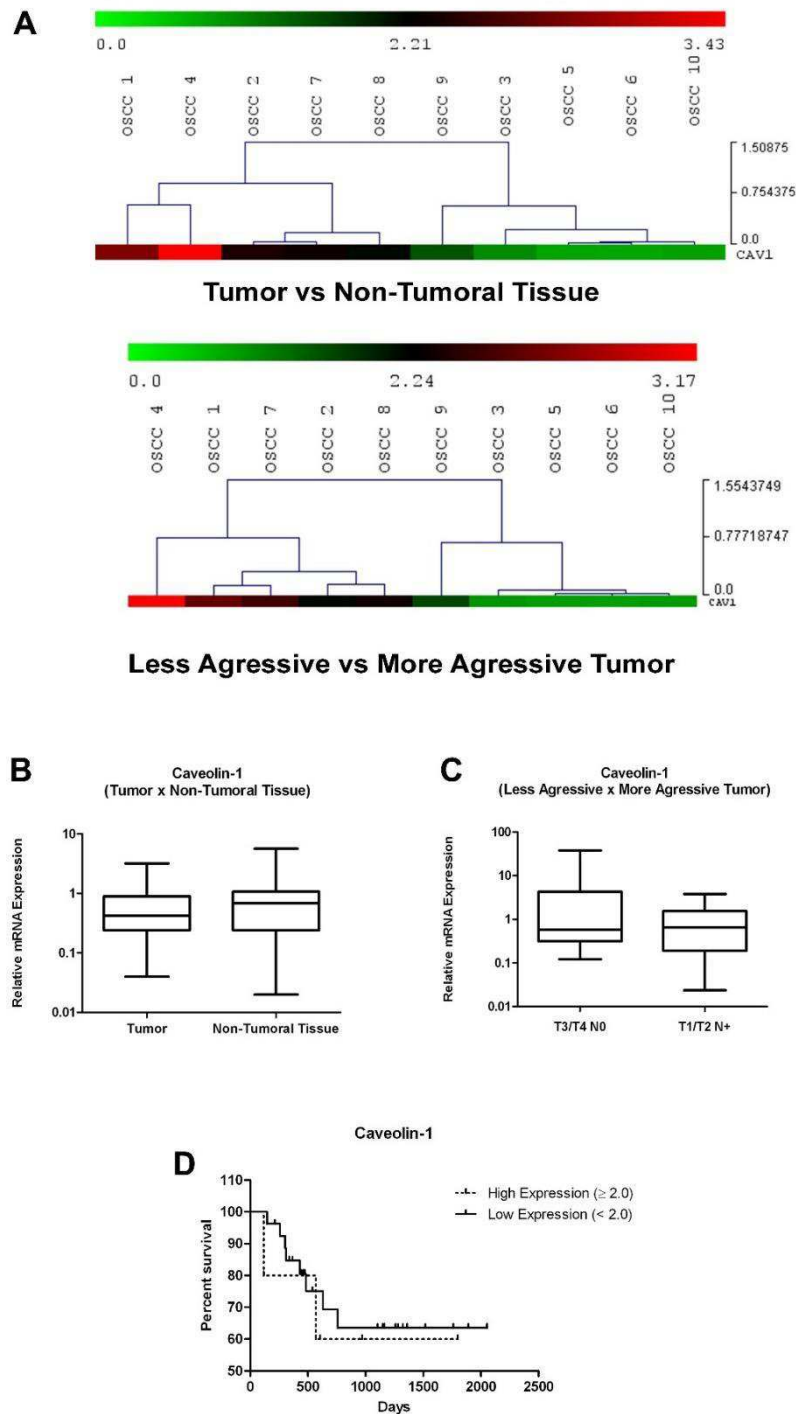 A
0.0 2.21 3.43
OSCC 1
OSCC 4
OSCC 2
OSCC 7
OSCC 8
OSCC 9
OSCC 3
OSCC 5
OSCC 6
OSCC 10
1.50875
0.754375
0.0
CAV1
Tumor vs Non-Tumoral Tissue
0.0 2.24 3.17
OSCC 4
OSCC 1
OSCC 7
OSCC 2
OSCC 8
OSCC 9
OSCC 3
OSCC 5
OSCC 6
OSCC 10
1.5543749
0.77718747
0.0
CAV1
Less Agressive vs More Agressive Tumor
B
Caveolin-1
(Tumor x Non-Tumoral Tissue)
Relative mRNA Expression
10
1
0.1
0.01
Tumor Non-Tumoral Tissue
C
Caveolin-1
(Less Agressive x More Agressive Tumor)
Relative mRNA Expression
100
10
1
0.1
0.01
T3/T4 N0 T1/T2 N+
Caveolin-1
D
Percent survival
110
100
90
80
70
60
50
High Expression (≥ 2.0)
Low Expression (< 2.0)
0 500 1000 1500 2000 2500
Days